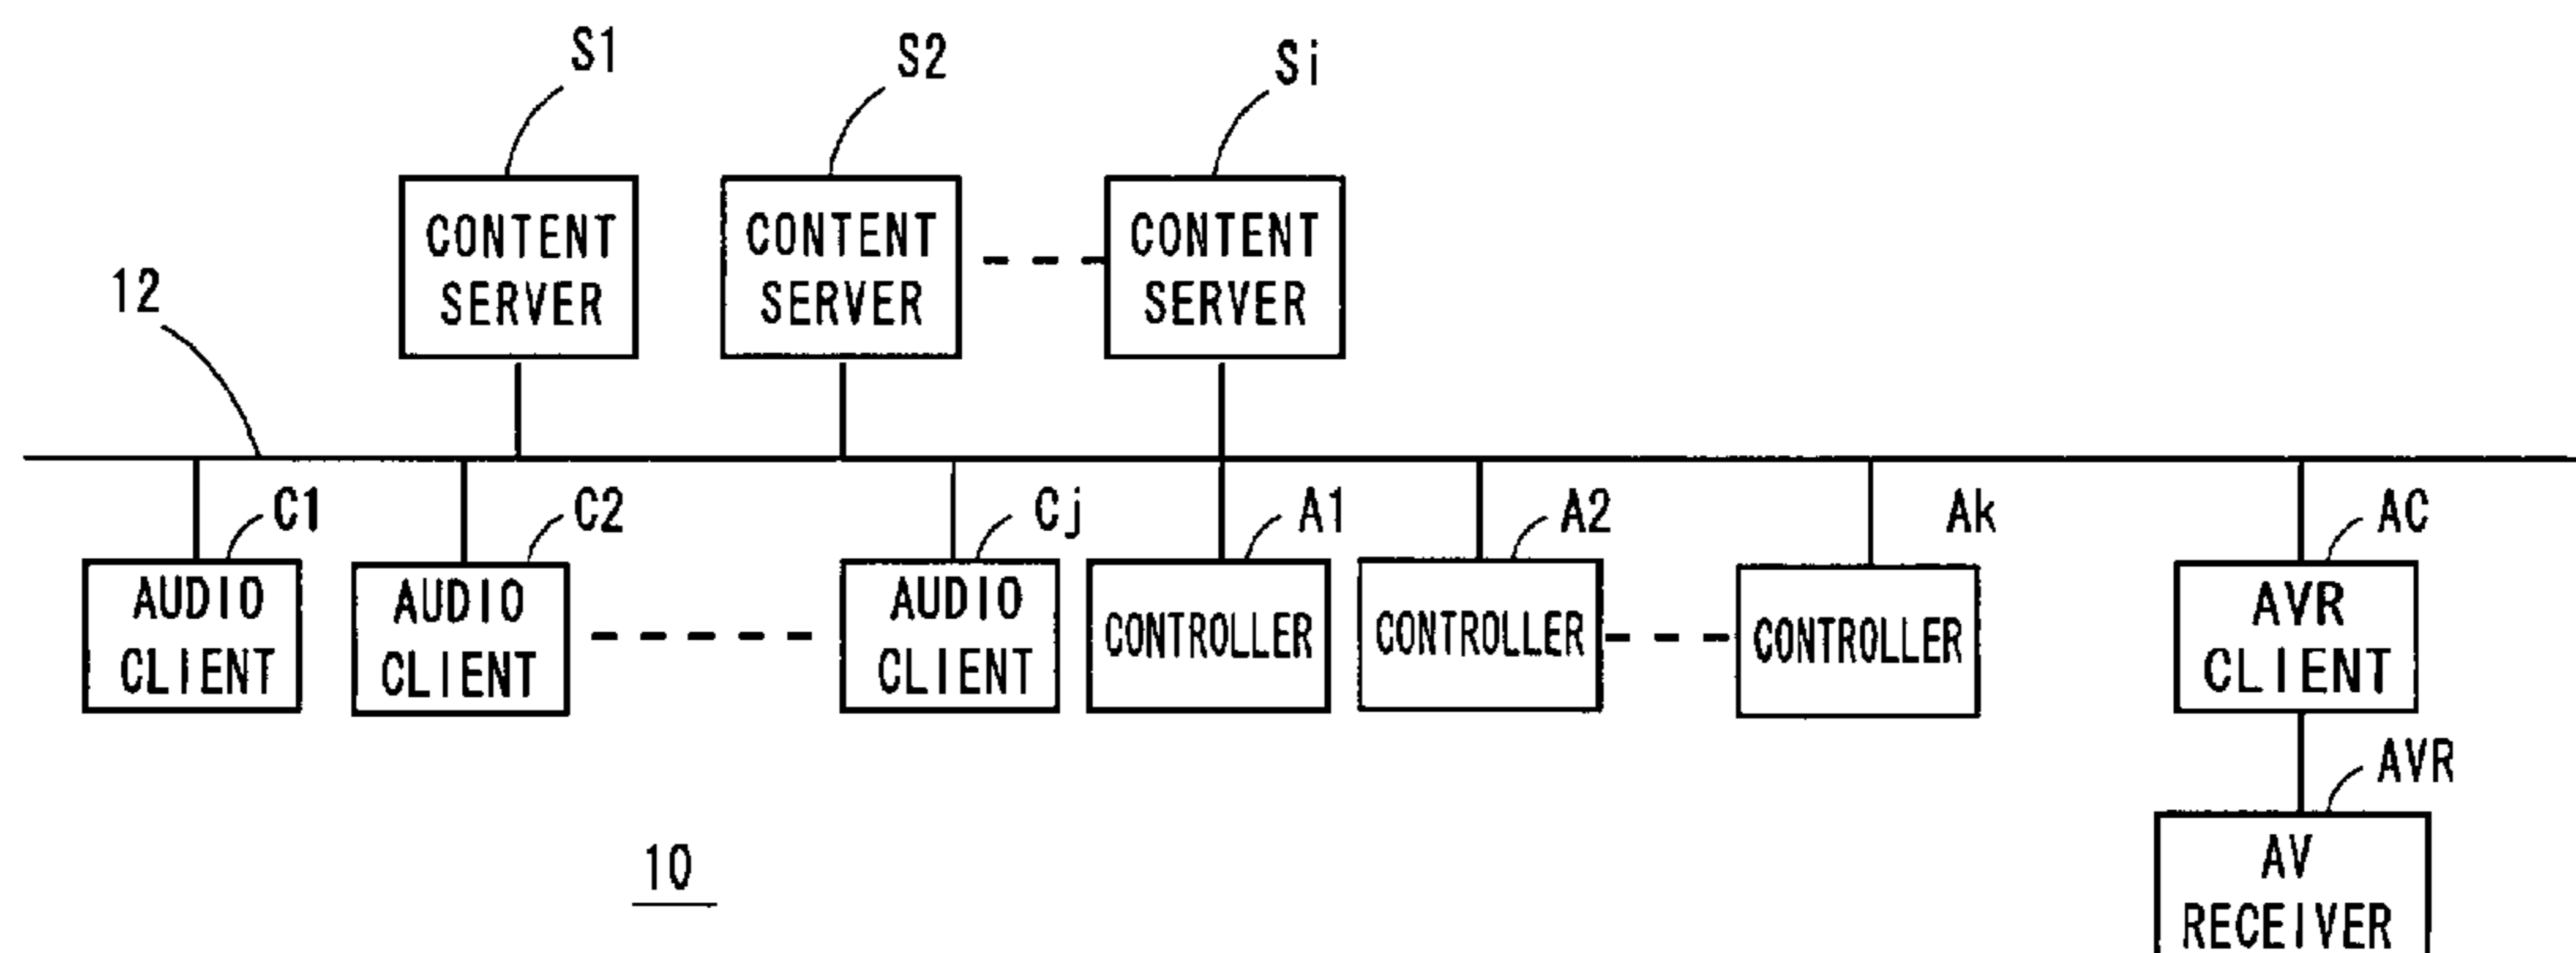 S1
S2
Si
CONTENT
SERVER
CONTENT
SERVER
CONTENT
SERVER
12
C1
C2
Cj
A1
A2
Ak
AC
AUDIO
CLIENT
AUDIO
CLIENT
AUDIO
CLIENT
CONTROLLER
CONTROLLER
CONTROLLER
AVR
CLIENT
AVR
AV
RECEIVER
10